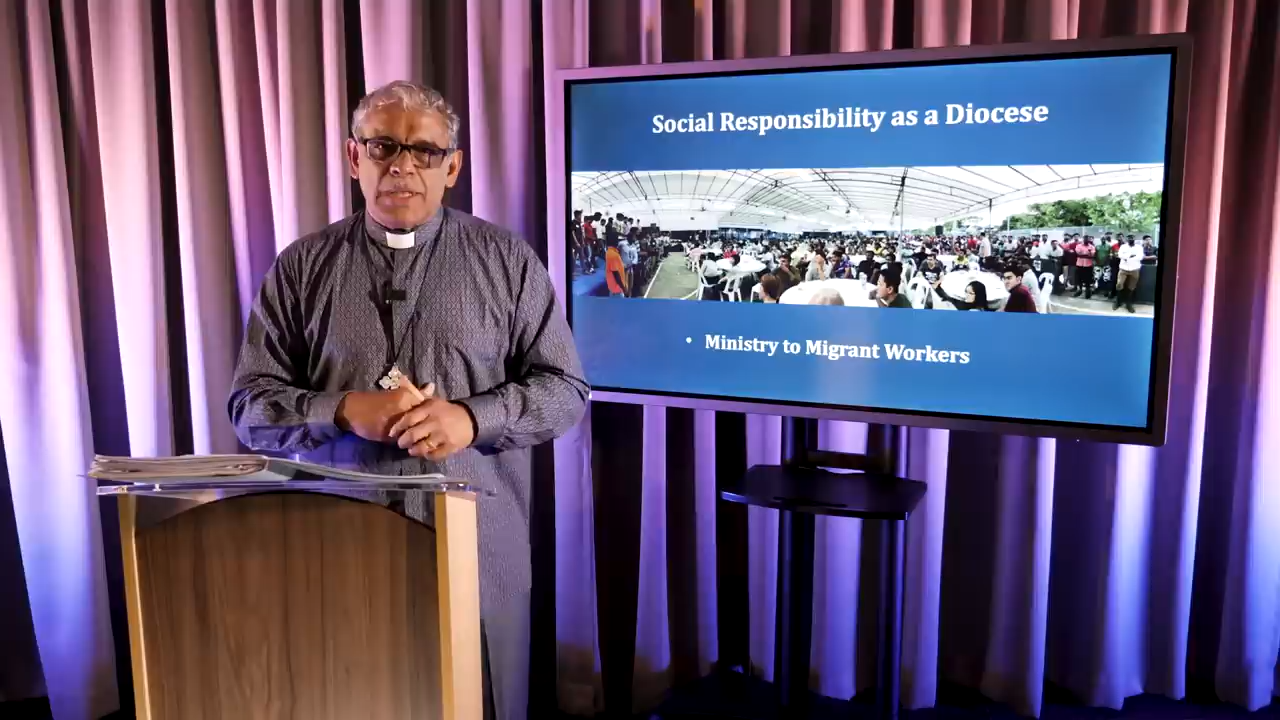 Social Responsibility as a Diocese
• Ministry to Migrant Workers